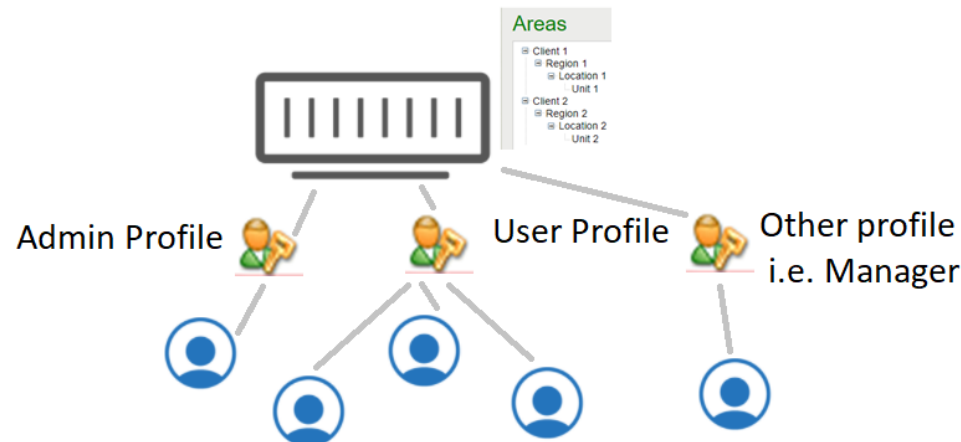 Areas
Client 1
Region 1
Location 1
Unit 1
Client 2
Region 2
Location 2
Unit 2
Admin Profile
User Profile
Other profile
i.e. Manager